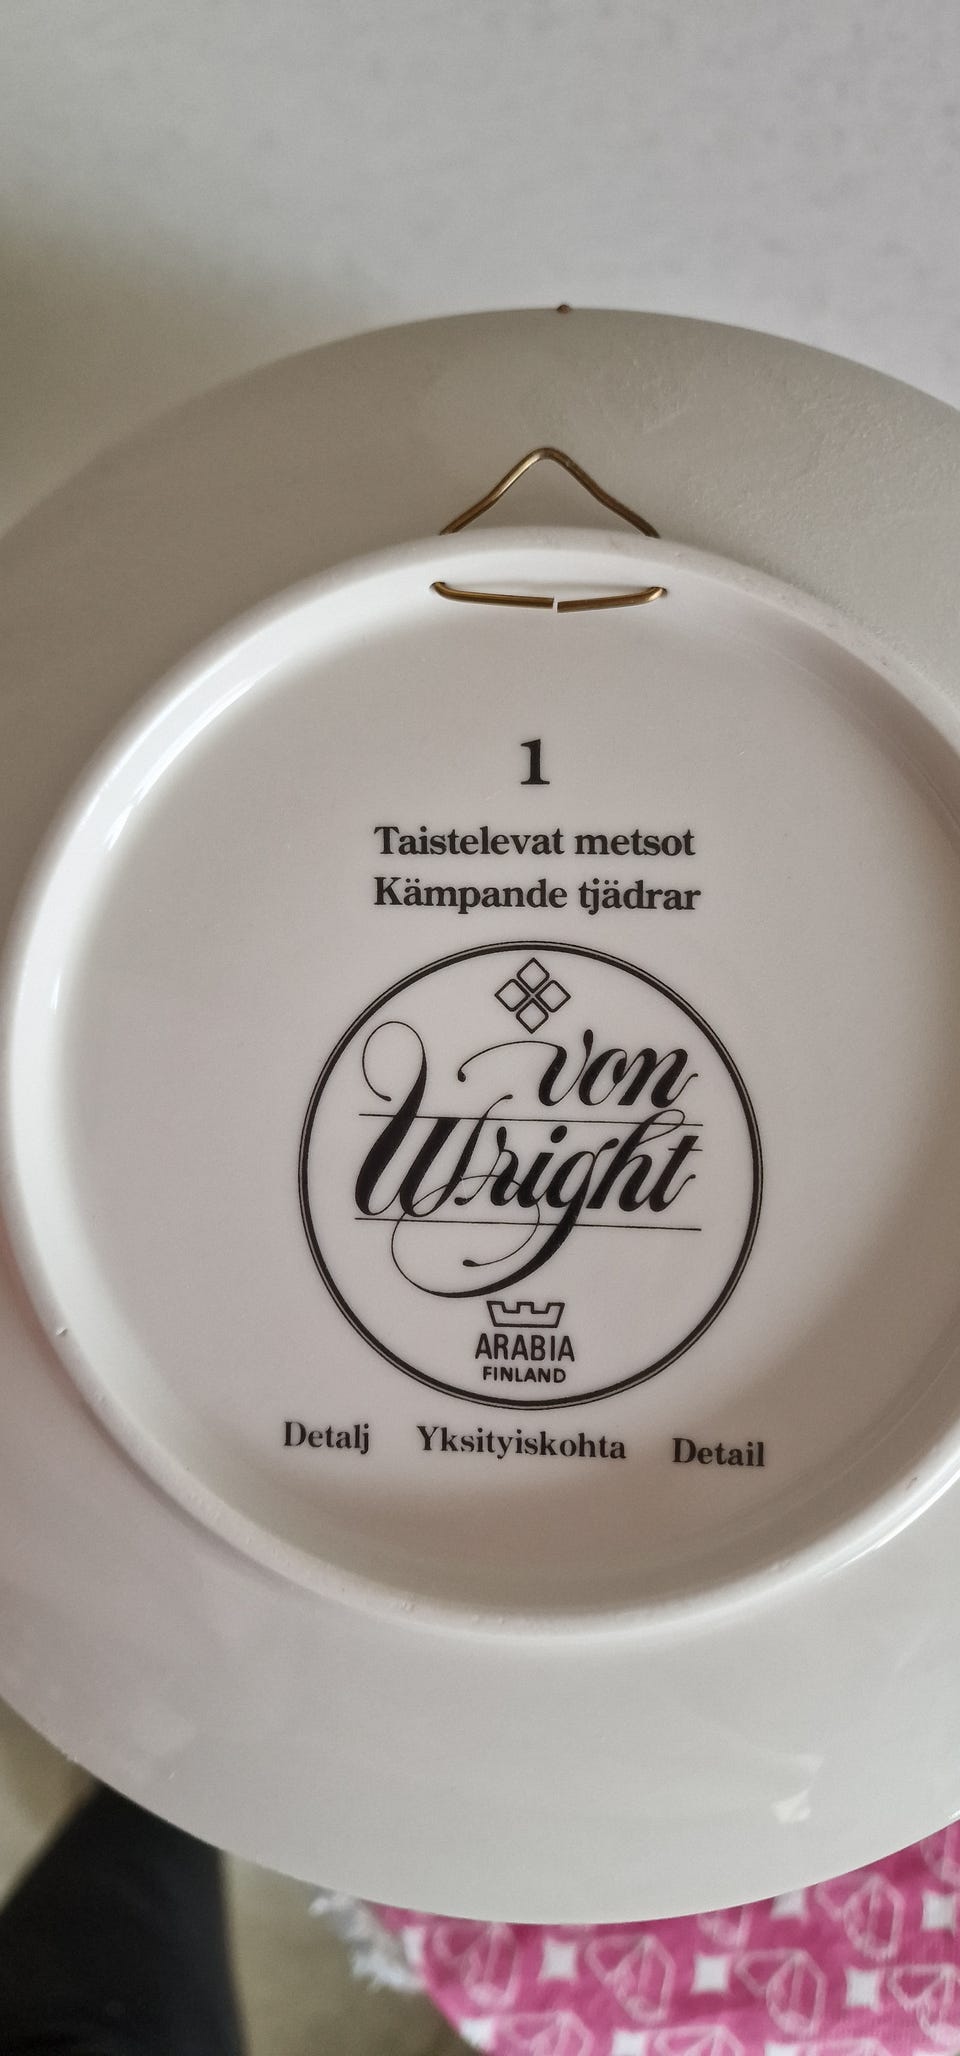 1
Taistelevat metsot
Kämpande tjädrar
von
Wright
ARABIA
FINLAND
Detalj Yksityiskohta Detail